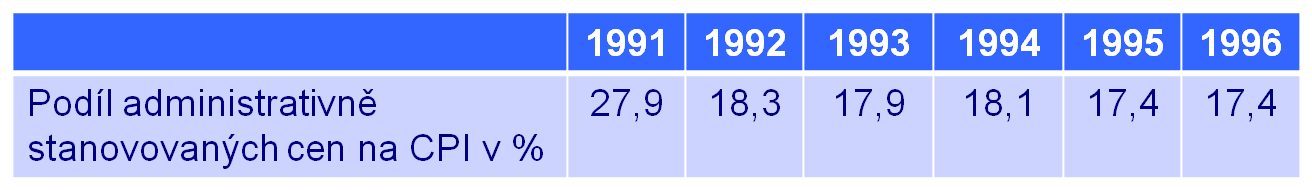 1991 1992 1993 1994 1995 1996
Podíl administrativně
stanovovaných cen na CPI v % 27,9 18,3 17,9 18,1 17,4 17,4